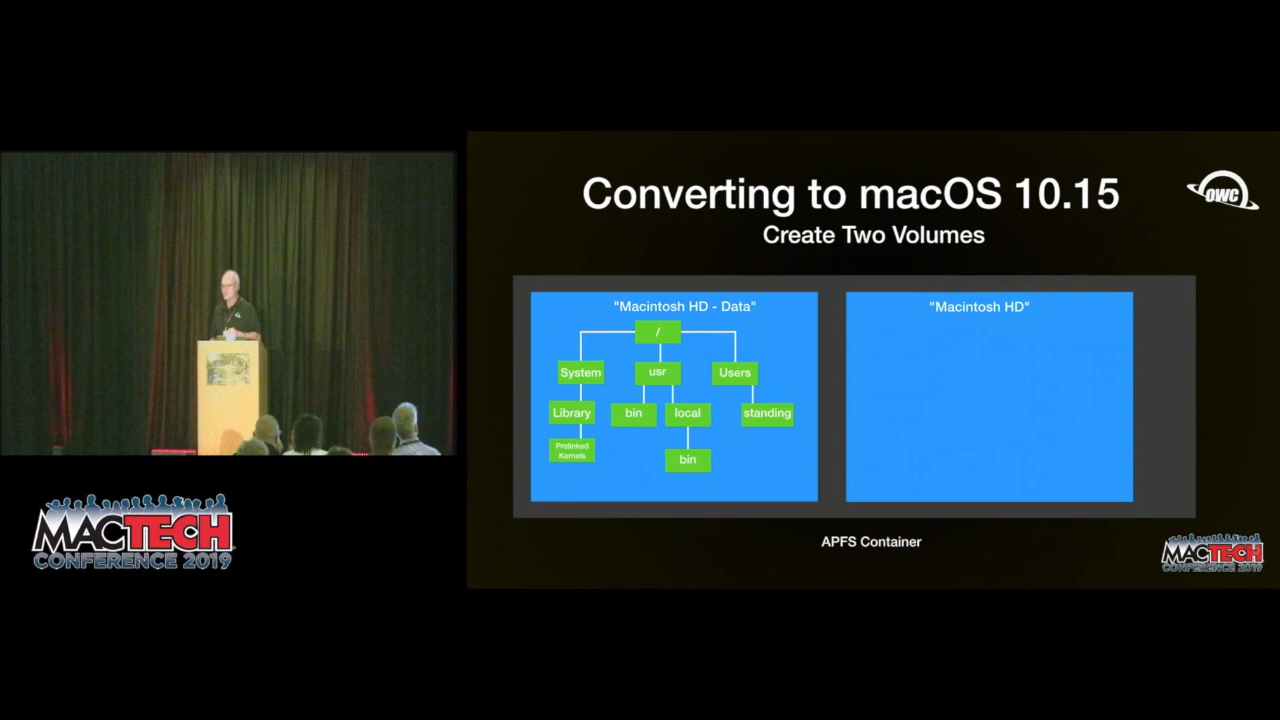 Converting to macOS 10.15
OWC
Create Two Volumes
"Macintosh HD - Data"
/
System
usr
Users
Library
bin
local
standing
Prelinked
Kernels
bin
"Macintosh HD"
APFS Container
MACTECH
CONFERENCE 2019
MACTECH
CONFERENCE 2019